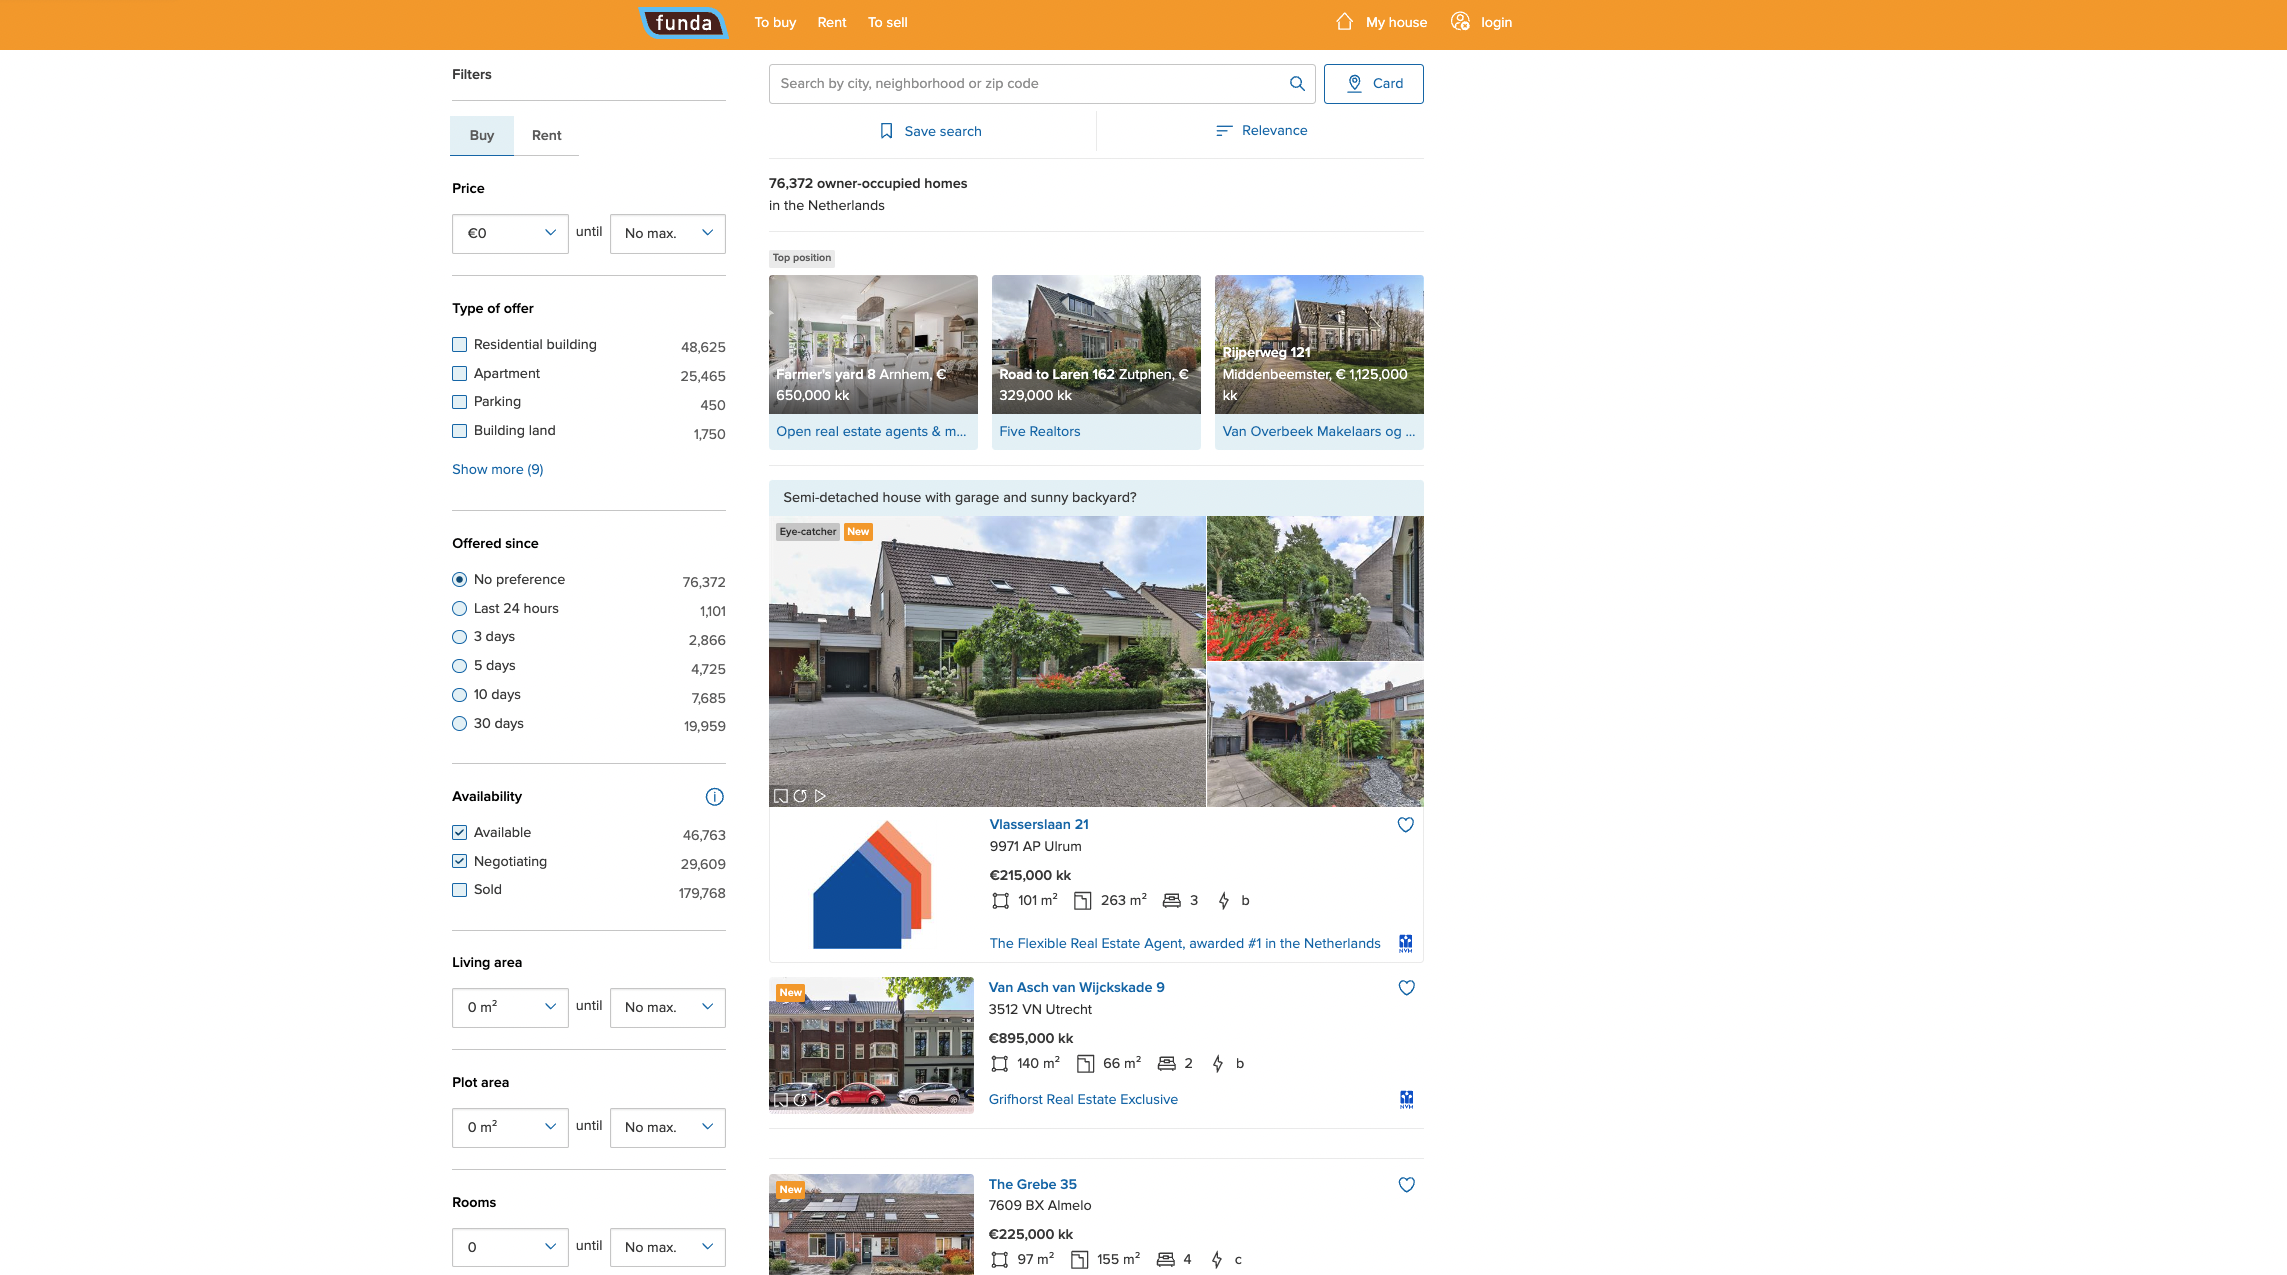 funda
To buy
Rent
To sell
My house
login
Filters
Buy
Rent
Price
€0
until
No max.
Type of offer
Residential building
48,625
Apartment
25,465
Parking
450
Building land
1,750
Show more (9)
Offered since
No preference
76,372
Last 24 hours
1,101
3 days
2,866
5 days
4,725
10 days
7,685
30 days
19,959
Availability
Available
46,763
Negotiating
29,609
Sold
179,768
Living area
0 m²
until
No max.
Plot area
0 m²
until
No max.
Rooms
0
until
No max.
Search by city, neighborhood or zip code
Card
Save search
Relevance
76,372 owner-occupied homes
in the Netherlands
Top position
Farmer's yard 8 Arnhem, €
650,000 kk
Open real estate agents & m...
Road to Laren 162 Zutphen, €
329,000 kk
Five Realtors
Rijperweg 121
Middenbeemster, € 1,125,000
kk
Van Overbeek Makelaars og ...
Semi-detached house with garage and sunny backyard?
Eye-catcher
New
Vlasserslaan 21
9971 AP Ulrum
€215,000 kk
101 m²
263 m²
3
b
The Flexible Real Estate Agent, awarded #1 in the Netherlands
NVM
New
Van Asch van Wijckskade 9
3512 VN Utrecht
€895,000 kk
140 m²
66 m²
2
b
Grifhorst Real Estate Exclusive
NVM
New
The Grebe 35
7609 BX Almelo
€225,000 kk
97 m²
155 m²
4
c